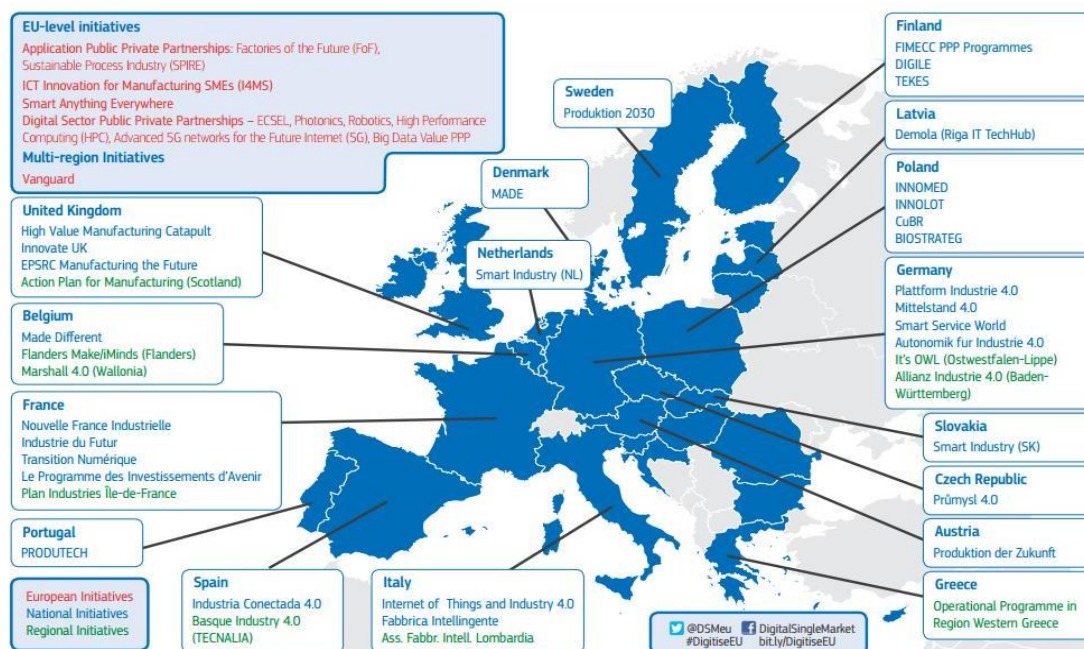 EU-level initiatives
Application Public Private Partnerships: Factories of the Future (FoF),
Sustainable Process Industry (SPIRE)
ICT Innovation for Manufacturing SMEs (I4MS)
Smart Anything Everywhere
Digital Sector Public Private Partnerships – ECSEL, Photonics, Robotics, High Performance
Computing (HPC), Advanced 5G networks for the Future Internet (5G), Big Data Value PPP
Multi-region Initiatives
Vanguard
United Kingdom
High Value Manufacturing Catapult
Innovate UK
EPSRC Manufacturing the Future
Action Plan for Manufacturing (Scotland)
Belgium
Made Different
Flanders Make/iMinds (Flanders)
Marshall 4.0 (Wallonia)
France
Nouvelle France Industrielle
Industrie du Futur
Transition Numérique
Le Programme des Investissements d'Avenir
Plan Industries Île-de-France
Portugal
PRODUTECH
European Initiatives
National Initiatives
Regional Initiatives
Spain
Industria Conectada 4.0
Basque Industry 4.0
(TECNALIA)
Italy
Internet of Things and Industry 4.0
Fabbrica Intellingente
Ass. Fabbr. Intell. Lombardia
Sweden
Produktion 2030
Denmark
MADE
Netherlands
Smart Industry (NL)
Finland
FIMECC PPP Programmes
DIGILE
TEKES
Latvia
Demola (Riga IT TechHub)
Poland
INNOMED
INNOLOT
CuBR
BIOSTRATEG
Germany
Plattform Industrie 4.0
Mittelstand 4.0
Smart Service World
Autonomik fur Industrie 4.0
It's OWL (Ostwestfalen-Lippe)
Allianz Industrie 4.0 (Baden-
Württemberg)
Slovakia
Smart Industry (SK)
Czech Republic
Průmysl 4.0
Austria
Produktion der Zukunft
Greece
Operational Programme in
Region Western Greece
@DSMeu DigitalSingleMarket
#DigitiseEU bit.ly/DigitiseEU